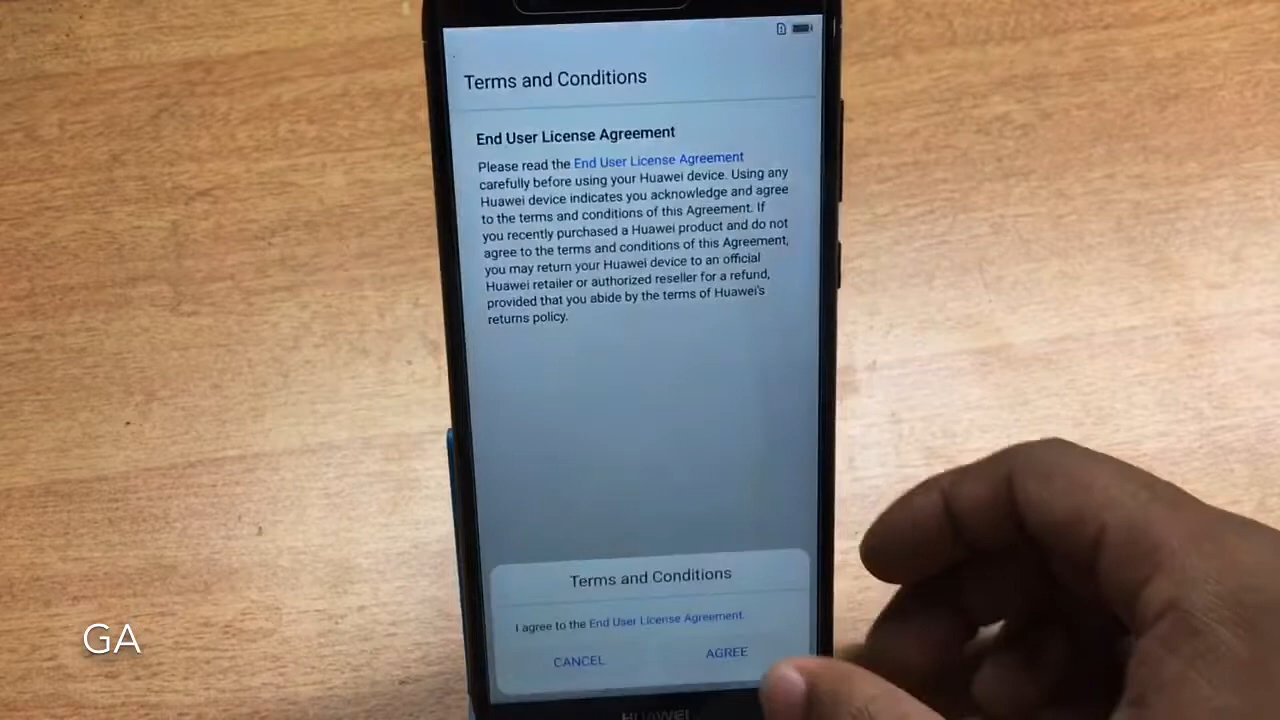 Terms and Conditions
End User License Agreement
Please read the End User License Agreement
carefully before using your Huawei device. Using any
Huawei device indicates you acknowledge and agree
to the terms and conditions of this Agreement. If
you recently purchased a Huawei product and do not
agree to the terms and conditions of this Agreement,
you may return your Huawei device to an official
Huawei retailer or authorized reseller for a refund,
provided that you abide by the terms of Huawei's
returns policy.
Terms and Conditions
I agree to the End User License Agreement.
CANCEL AGREE
HUAWEI
GA